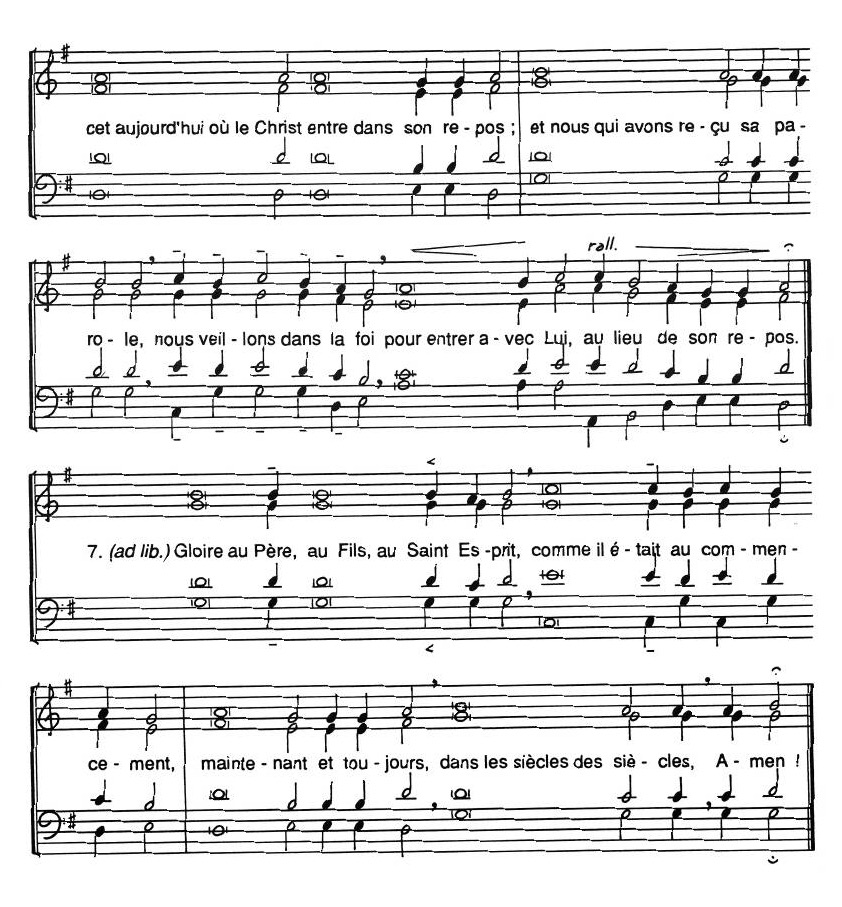 cet aujourd'hui où le Christ entre dans son re - pos ; et nous qui avons re - çu sa pa -
rall.
ro - le, nous veil - lons dans la foi pour entrer a - vec Lui, au lieu de son re - pos.
7. (ad lib.) Gloire au Père, au Fils, au Saint Es - prit, comme il é - tait au com - men -
ce - ment, mainte - nant et tou - jours, dans les siècles des siè - cles, A - men !